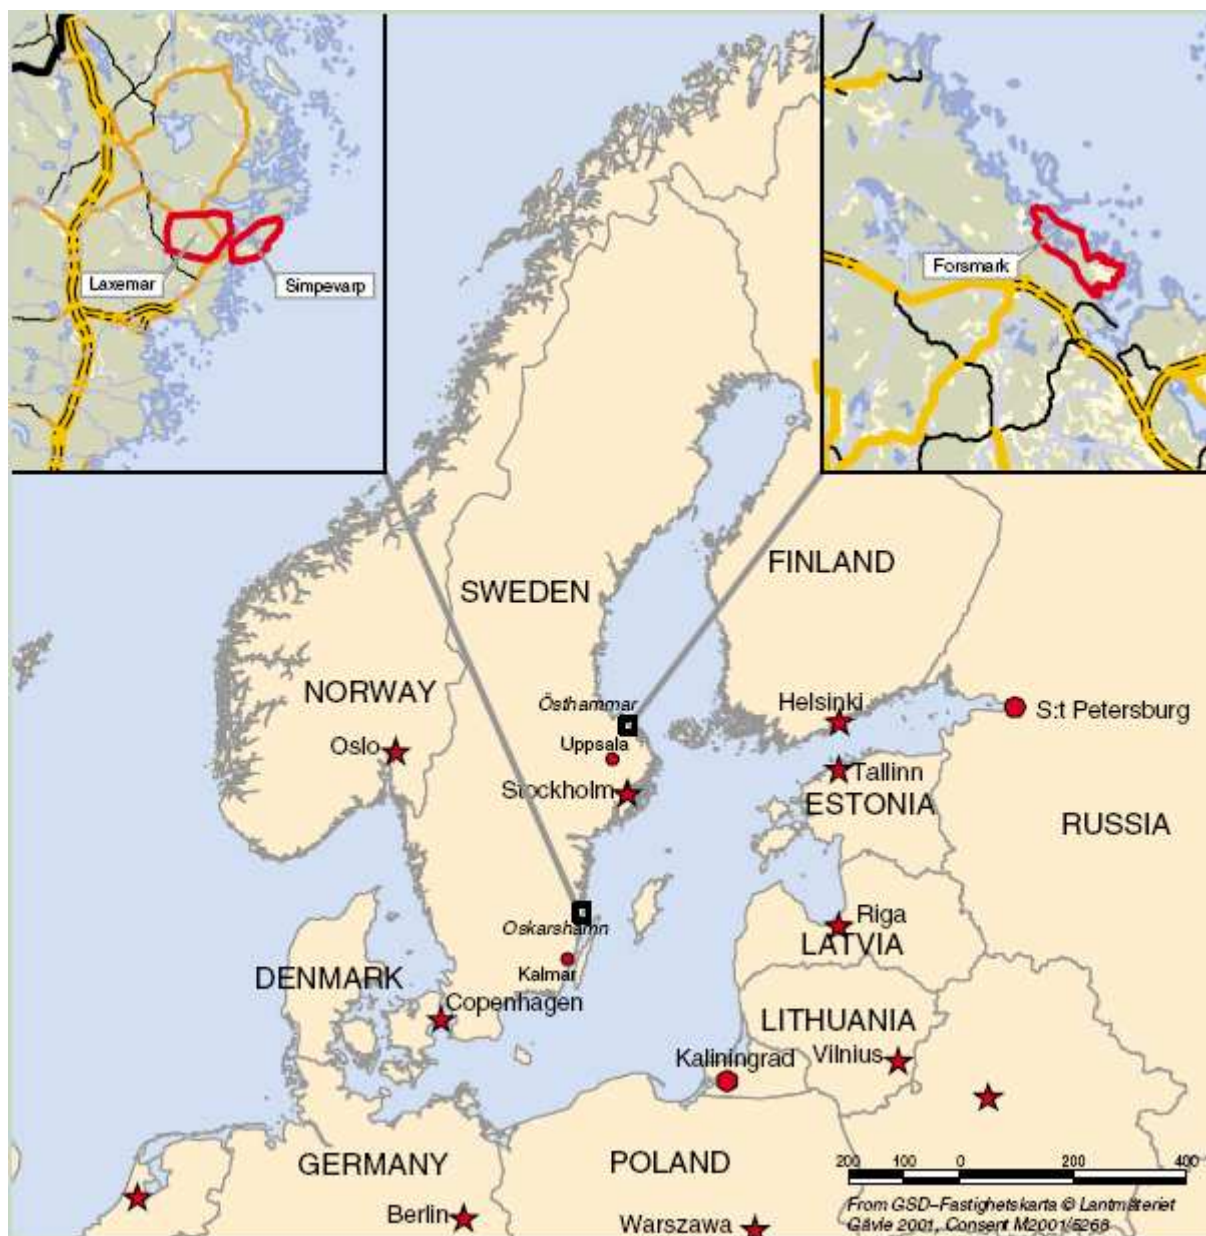 Laxemar
Simpevarp
Forsmark
FINLAND
SWEDEN
NORWAY
Östhammar
Helsinki
S:t Petersburg
Oslo
Uppsala
Tallinn
Stockholm
ESTONIA
RUSSIA
Riga
Oskarshamn
LATVIA
Kalmar
DENMARK
Copenhagen
LITHUANIA
Kaliningrad
Vilnius
GERMANY
POLAND
200 100 0 200 400
From GSD-Fastighetskarta © Lantmäteriet
Gävle 2001, Consent M2001/5268
Berlin
Warszawa